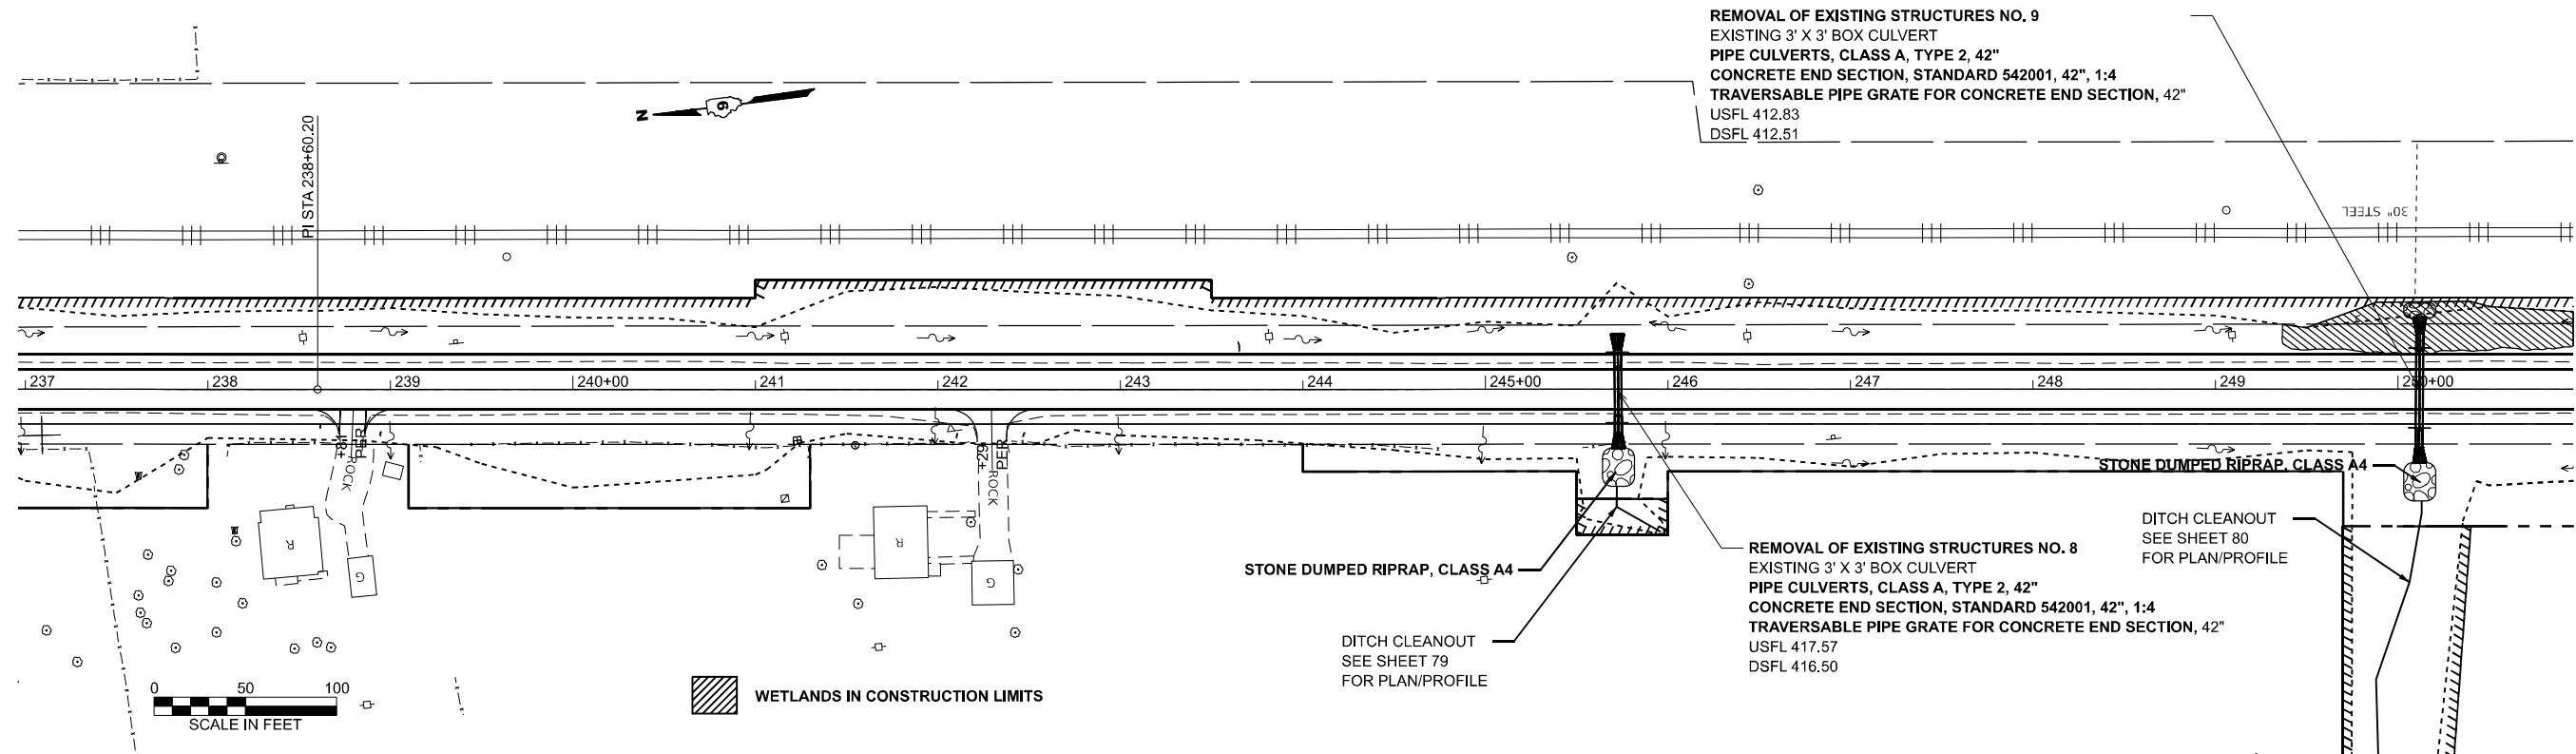 REMOVAL OF EXISTING STRUCTURES NO. 9
EXISTING 3' X 3' BOX CULVERT
PIPE CULVERTS, CLASS A, TYPE 2, 42"
CONCRETE END SECTION, STANDARD 542001, 42", 1:4
TRAVERSABLE PIPE GRATE FOR CONCRETE END SECTION, 42"
USFL 412.83
DSFL 412.51
N
9
PI STA 238+60.20
30" STEEL
237
238
239
240+00
241
242
243
244
245+00
246
247
248
249
250+00
PER
ROCK
+29
PER
ROCK
R
G
R
G
STONE DUMPED RIPRAP, CLASS A4
DITCH CLEANOUT
SEE SHEET 80
FOR PLAN/PROFILE
STONE DUMPED RIPRAP, CLASS A4
REMOVAL OF EXISTING STRUCTURES NO. 8
EXISTING 3' X 3' BOX CULVERT
PIPE CULVERTS, CLASS A, TYPE 2, 42"
CONCRETE END SECTION, STANDARD 542001, 42", 1:4
TRAVERSABLE PIPE GRATE FOR CONCRETE END SECTION, 42"
USFL 417.57
DSFL 416.50
DITCH CLEANOUT
SEE SHEET 79
FOR PLAN/PROFILE
0 50 100
SCALE IN FEET
WETLANDS IN CONSTRUCTION LIMITS